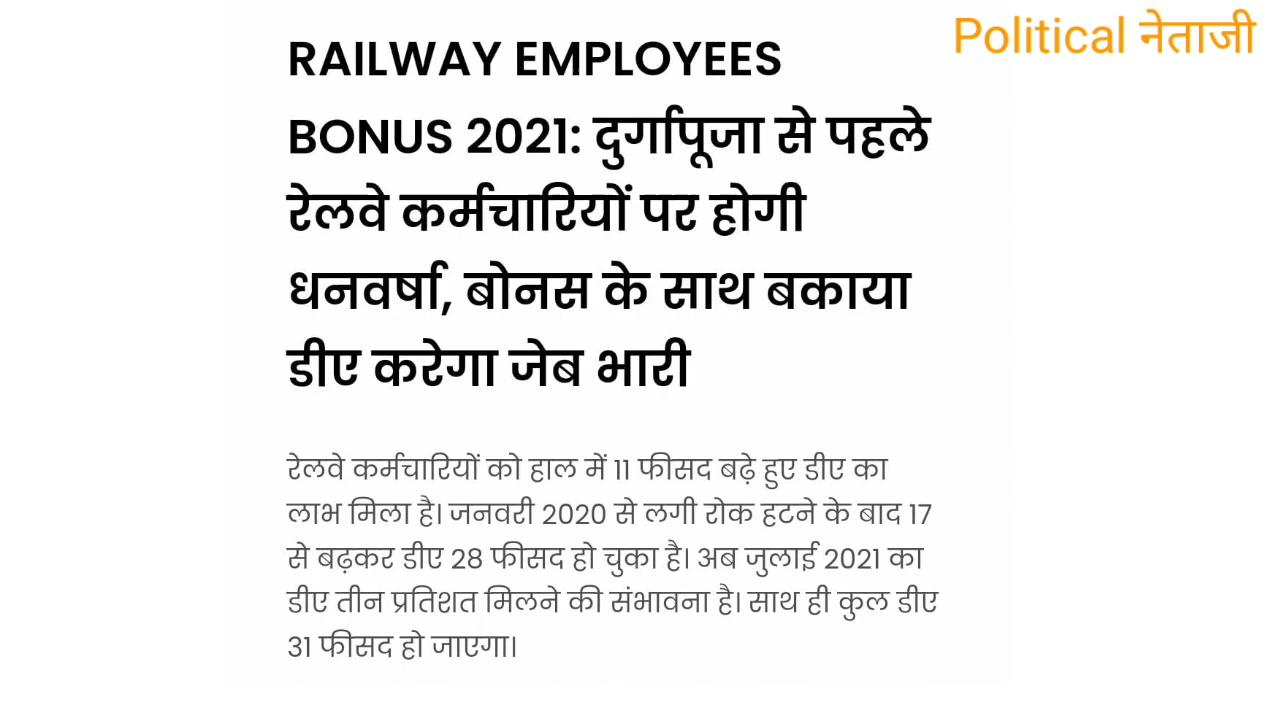 Political नेताजी
RAILWAY EMPLOYEES
BONUS 2021: दुर्गापूजा से पहले
रेलवे कर्मचारियों पर होगी
धनवर्षा, बोनस के साथ बकाया
डीए करेगा जेब भारी
रेलवे कर्मचारियों को हाल में 11 फीसद बढ़े हुए डीए का
लाभ मिला है। जनवरी 2020 से लगी रोक हटने के बाद 17
से बढ़कर डीए 28 फीसद हो चुका है। अब जुलाई 2021 का
डीए तीन प्रतिशत मिलने की संभावना है। साथ ही कुल डीए
31 फीसद हो जाएगा।